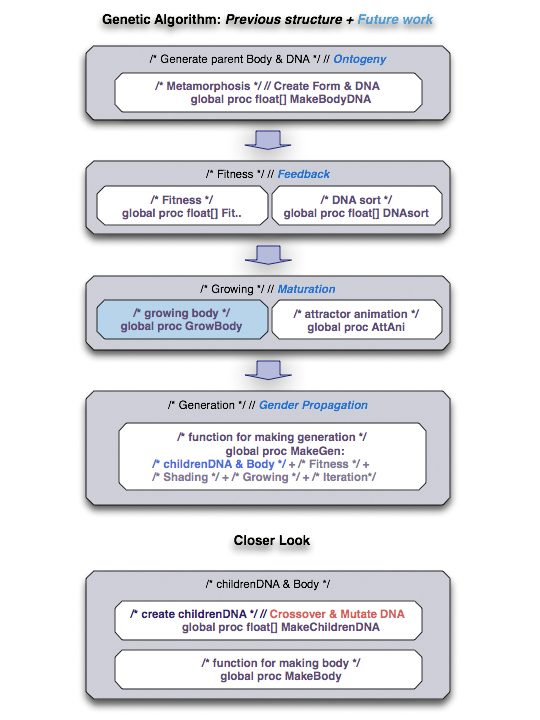 Genetic Algorithm: Previous structure + Future work
/* Generate parent Body & DNA */ // Ontogeny
/* Metamorphosis */ // Create Form & DNA
global proc float[] MakeBodyDNA
/* Fitness */ // Feedback
/* Fitness */
global proc float[] Fit..
/* DNA sort */
global proc float[] DNAsort
/* Growing */ // Maturation
/* growing body */
global proc GrowBody
/* attractor animation */
global proc AttAni
/* Generation */ // Gender Propagation
/* function for making generation */
global proc MakeGen:
/* childrenDNA & Body */ + /* Fitness */ +
/* Shading */ + /* Growing */ + /* Iteration*/
Closer Look
/* childrenDNA & Body */
/* create childrenDNA */ // Crossover & Mutate DNA
global proc float[] MakeChildrenDNA
/* function for making body */
global proc MakeBody